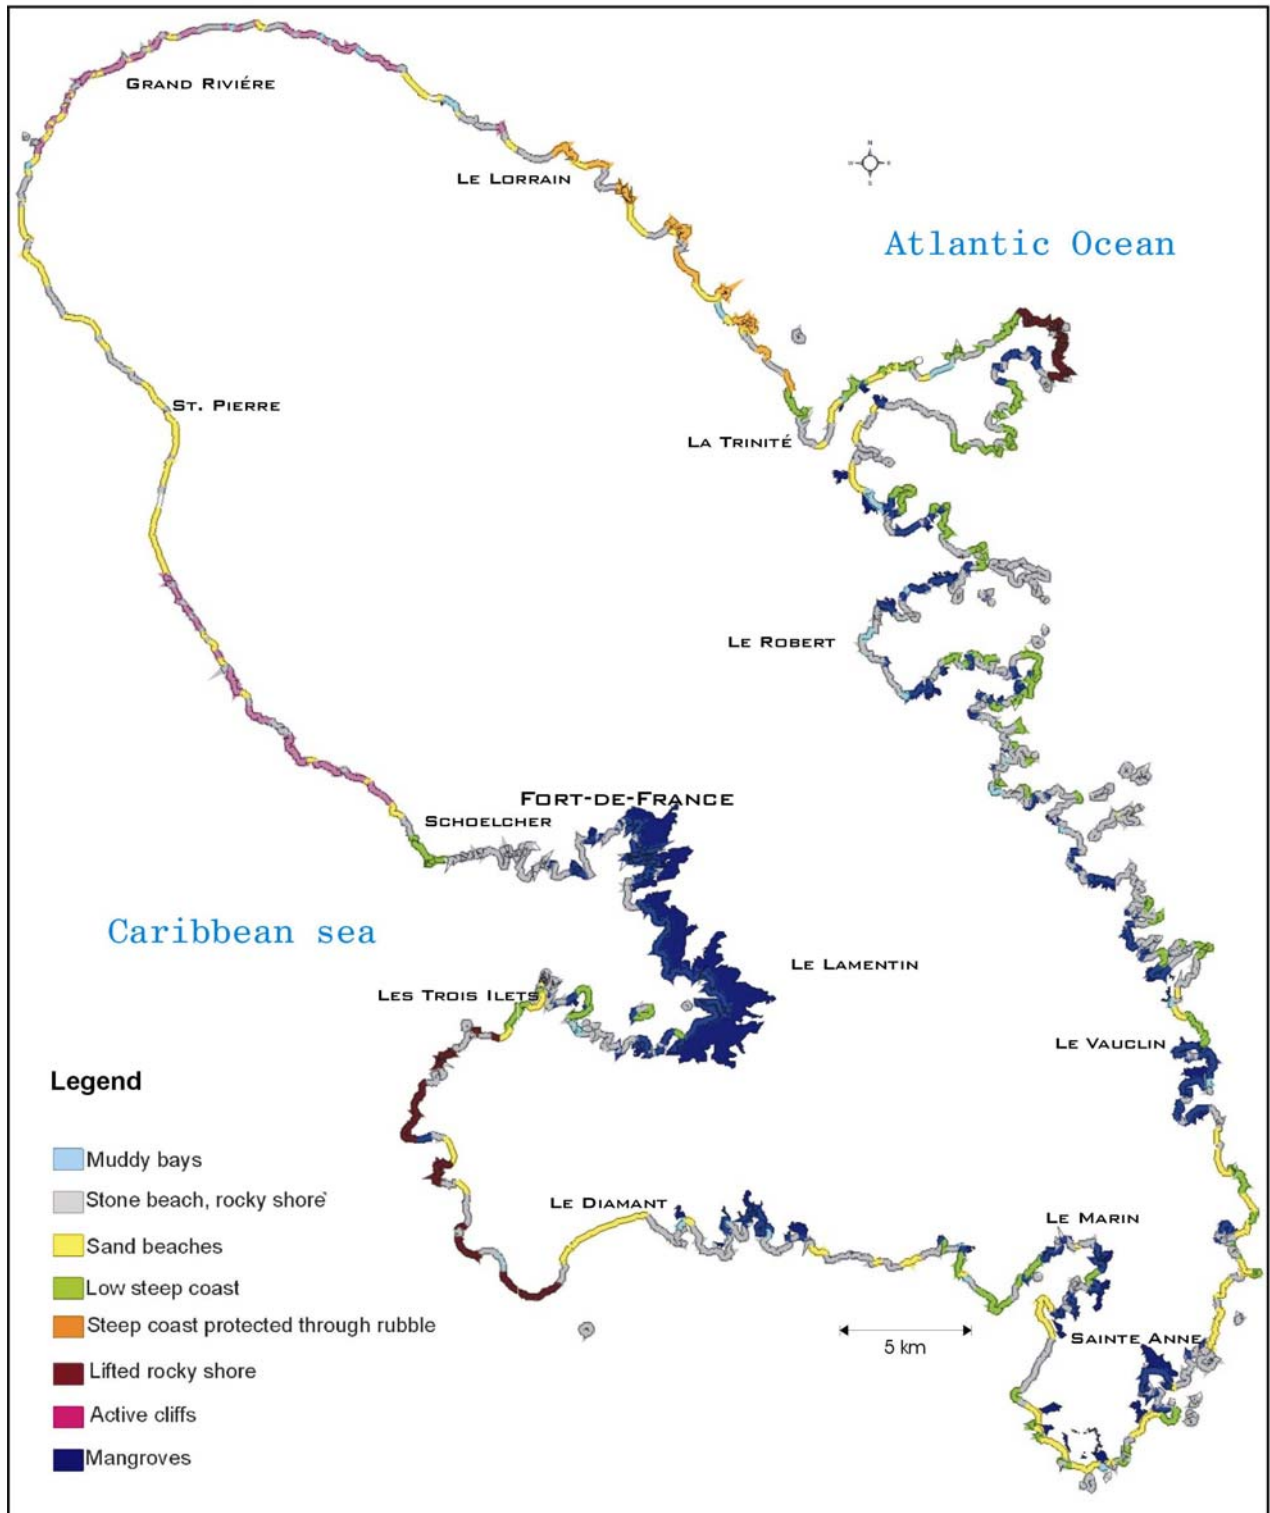 GRAND RIVIÉRE
LE LORRAIN
N
W
E
S
Atlantic Ocean
ST. PIERRE
LA TRINITÉ
LE ROBERT
FORT-DE-FRANCE
SCHOELCHER
Caribbean sea
LE LAMENTIN
LES TROIS ILETS
LE VAUCLIN
Legend
Muddy bays
Stone beach, rocky shore
Sand beaches
Low steep coast
Steep coast protected through rubble
Lifted rocky shore
Active cliffs
Mangroves
LE DIAMANT
LE MARIN
5 km
SAINTE ANNE